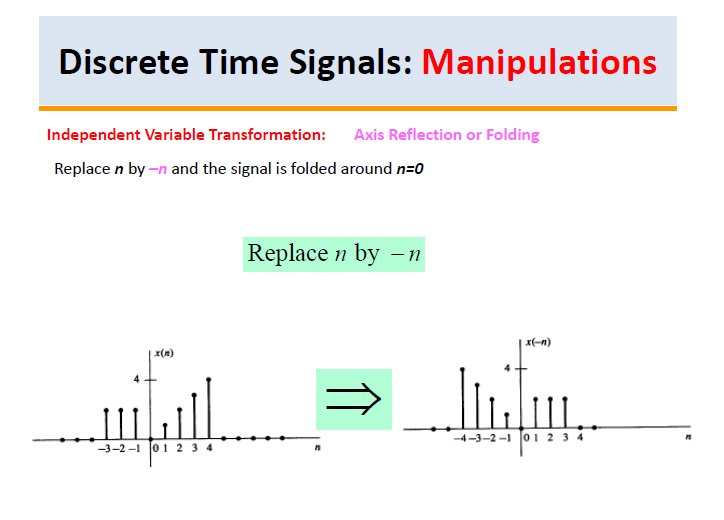 Discrete Time Signals: Manipulations
Independent Variable Transformation: Axis Reflection or Folding
Replace n by –n and the signal is folded around n=0
Replace n by – n
x(n)
4
–3 –2 –1 0 1 2 3 4
n
⇒
x(–n)
4
–4 –3 –2 –1 0 1 2 3 4
n